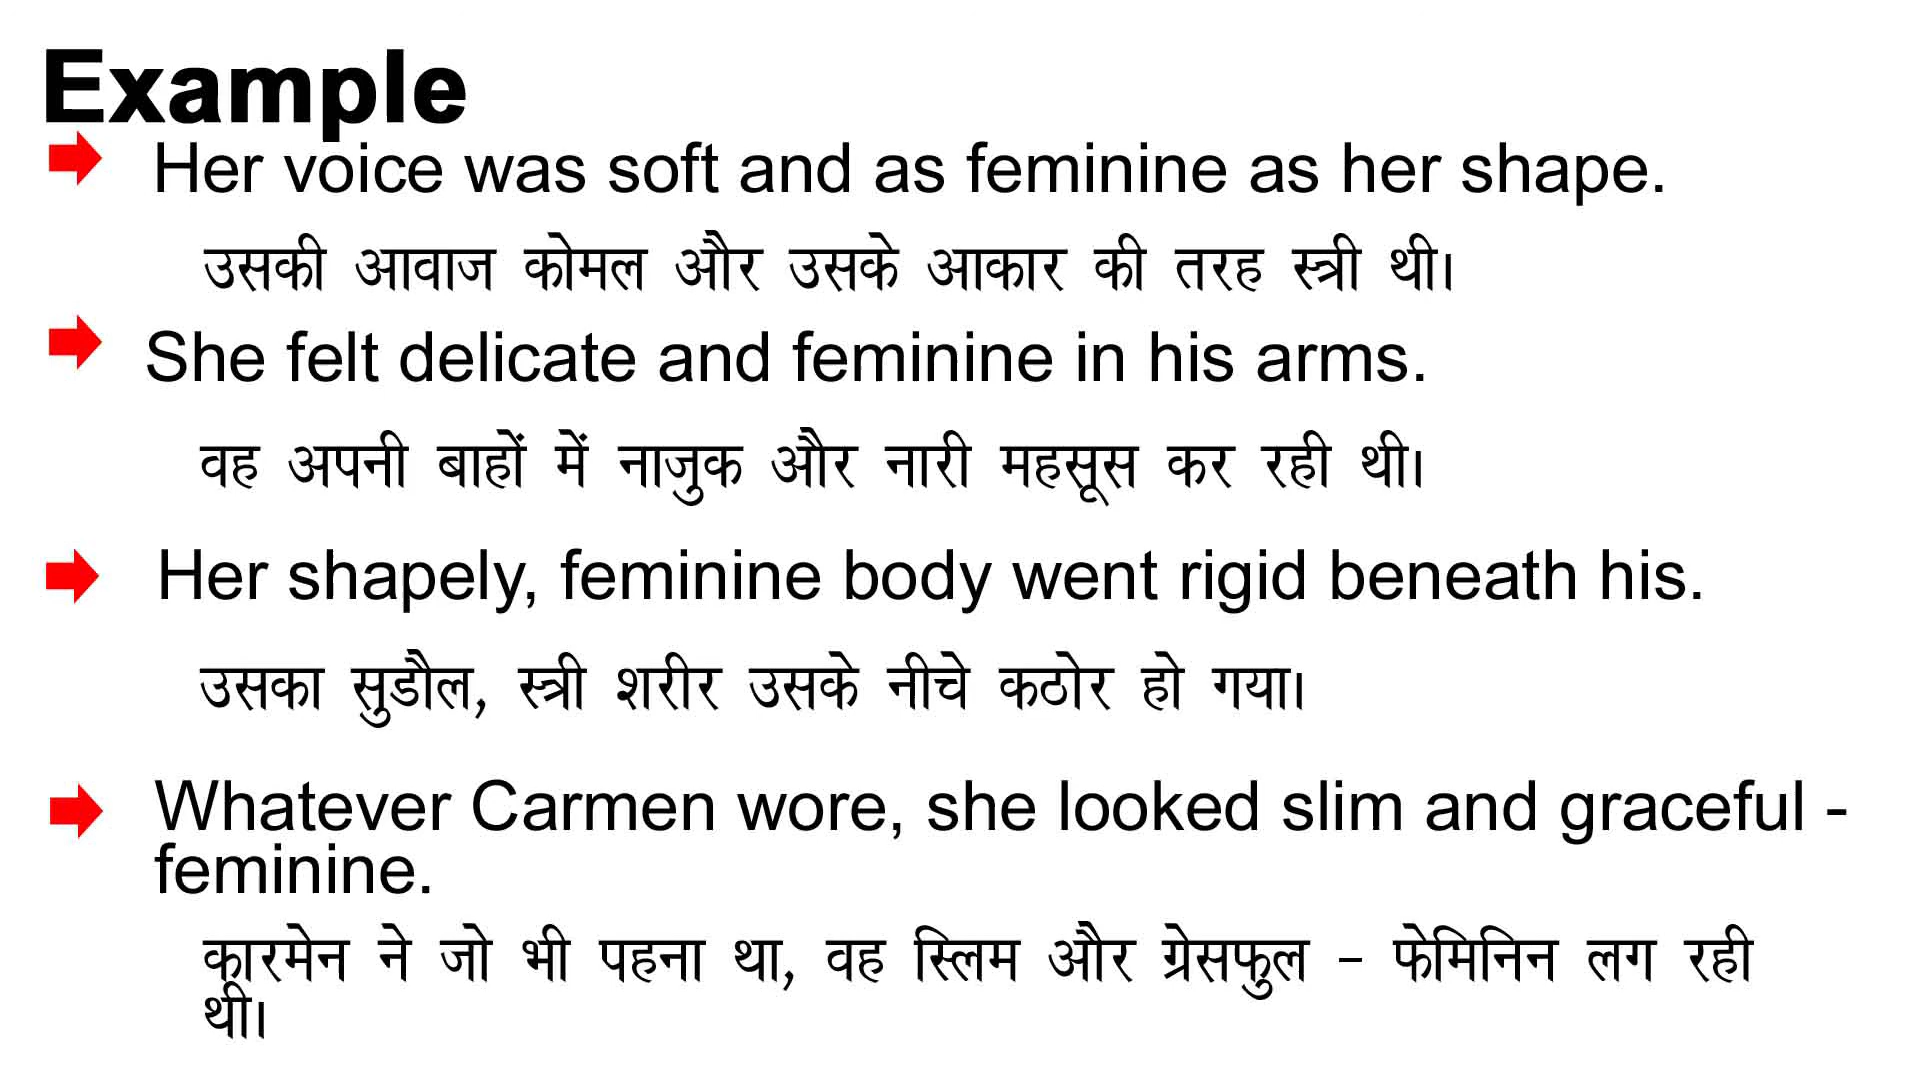 Example
Her voice was soft and as feminine as her shape.
उसकी आवाज कोमल और उसके आकार की तरह स्त्री थी।
She felt delicate and feminine in his arms.
वह अपनी बाहों में नाजुक और नारी महसूस कर रही थी।
Her shapely, feminine body went rigid beneath his.
उसका सुडौल, स्त्री शरीर उसके नीचे कठोर हो गया।
Whatever Carmen wore, she looked slim and graceful -
feminine.
कारमेन ने जो भी पहना था, वह स्लिम और ग्रेसफुल – फेमिनिन लग रही
थी।